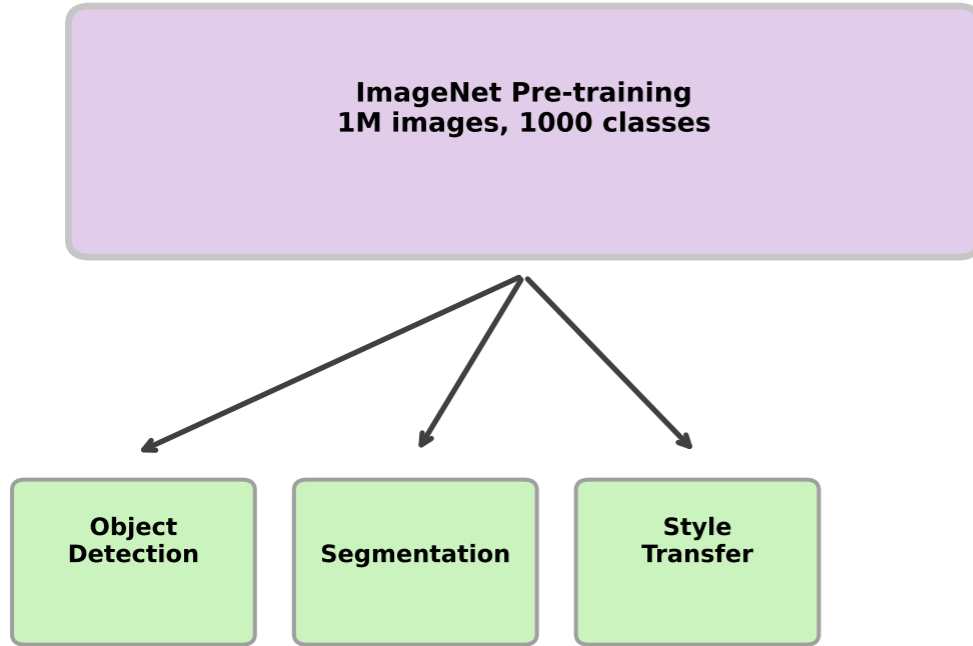 ImageNet Pre-training
1M images, 1000 classes
Object
Detection
Segmentation
Style
Transfer